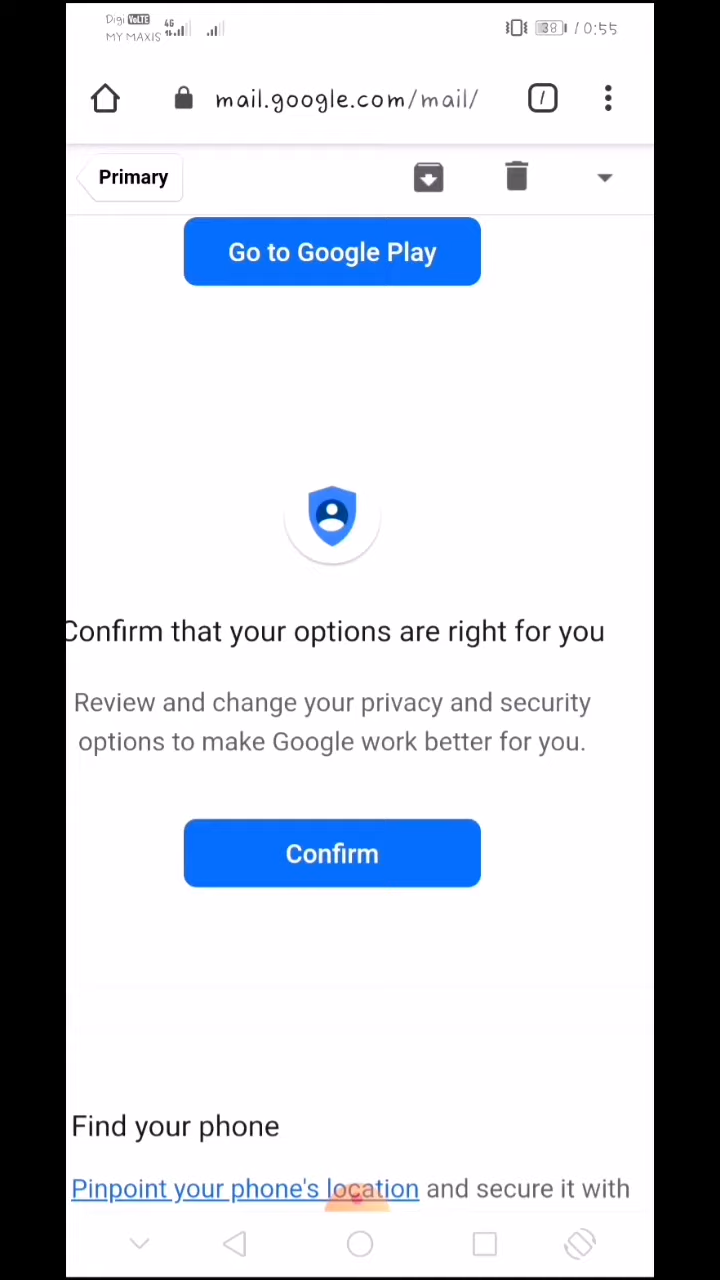 Digi VoLTE 4G
MY MAXIS
38 10:55
mail.google.com/mail/
Primary
Go to Google Play
Confirm that your options are right for you
Review and change your privacy and security
options to make Google work better for you.
Confirm
Find your phone
Pinpoint your phone's location and secure it with